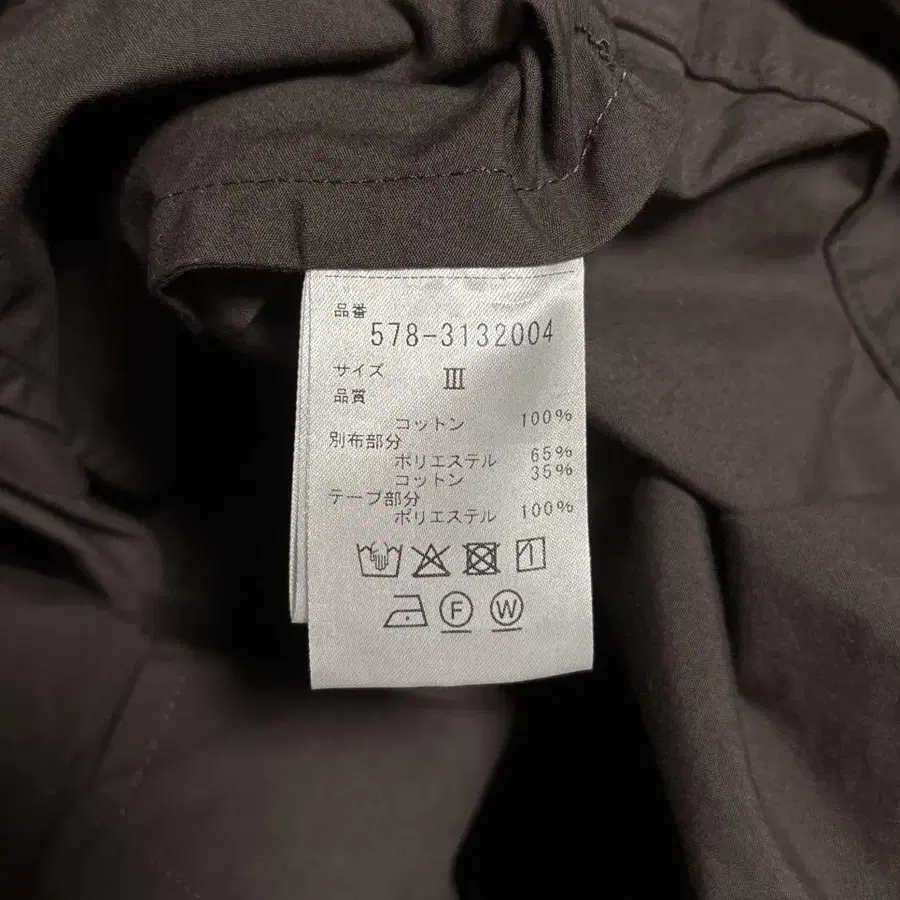 品番
578-3132004
サイズ Ⅲ
品質
コットン 100%
別布部分
ポリエステル 65%
コットン 35%
テープ部分
ポリエステル 100%
F W